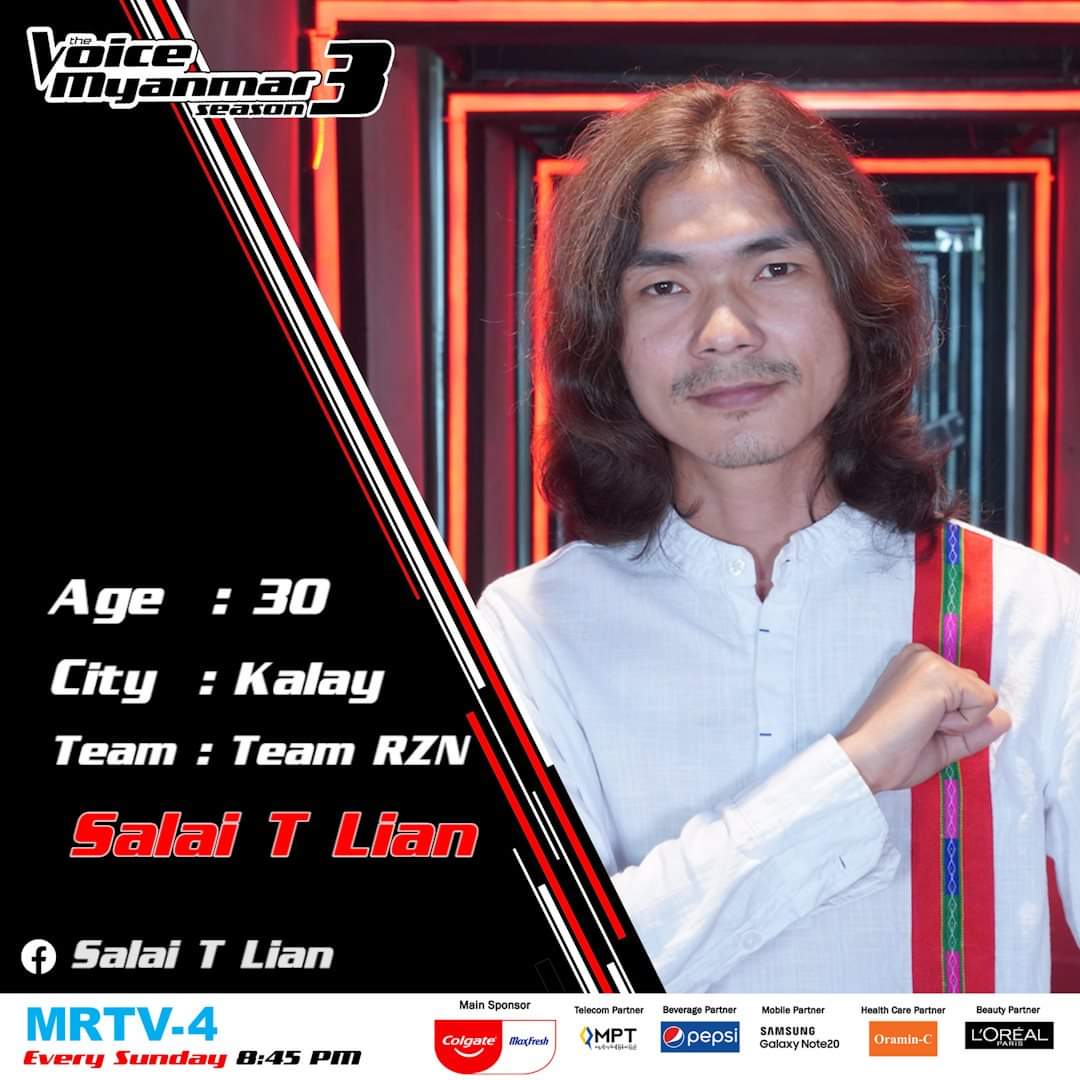 the
Voice
Myanmar
season 3
Age : 30
City : Kalay
Team : Team RZN
Salai T Lian
Salai T Lian
MRTV-4
Every Sunday 8:45 PM
Main Sponsor
Colgate MaxFresh
Telecom Partner
MPT
Beverage Partner
pepsi
Mobile Partner
SAMSUNG
Galaxy Note20
Health Care Partner
Oramin-C
Beauty Partner
L'ORÉAL
PARIS